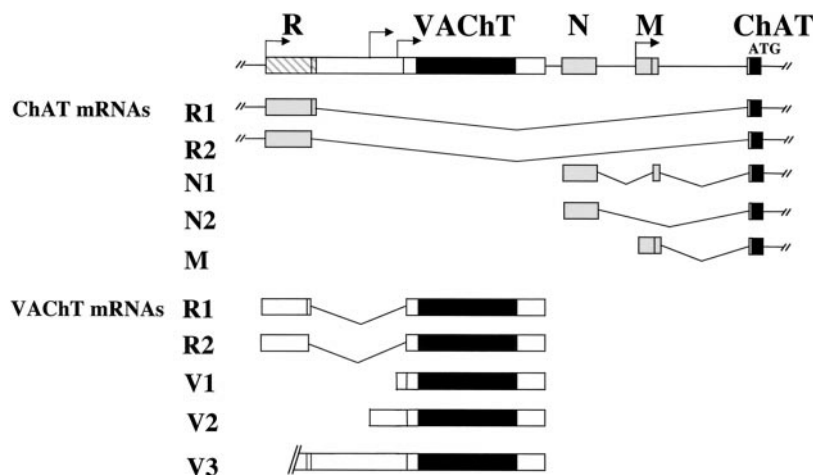 R VAChT N M ChAT
ATG
ChAT mRNAs R1
R2
N1
N2
M
VAChT mRNAs R1
R2
V1
V2
V3